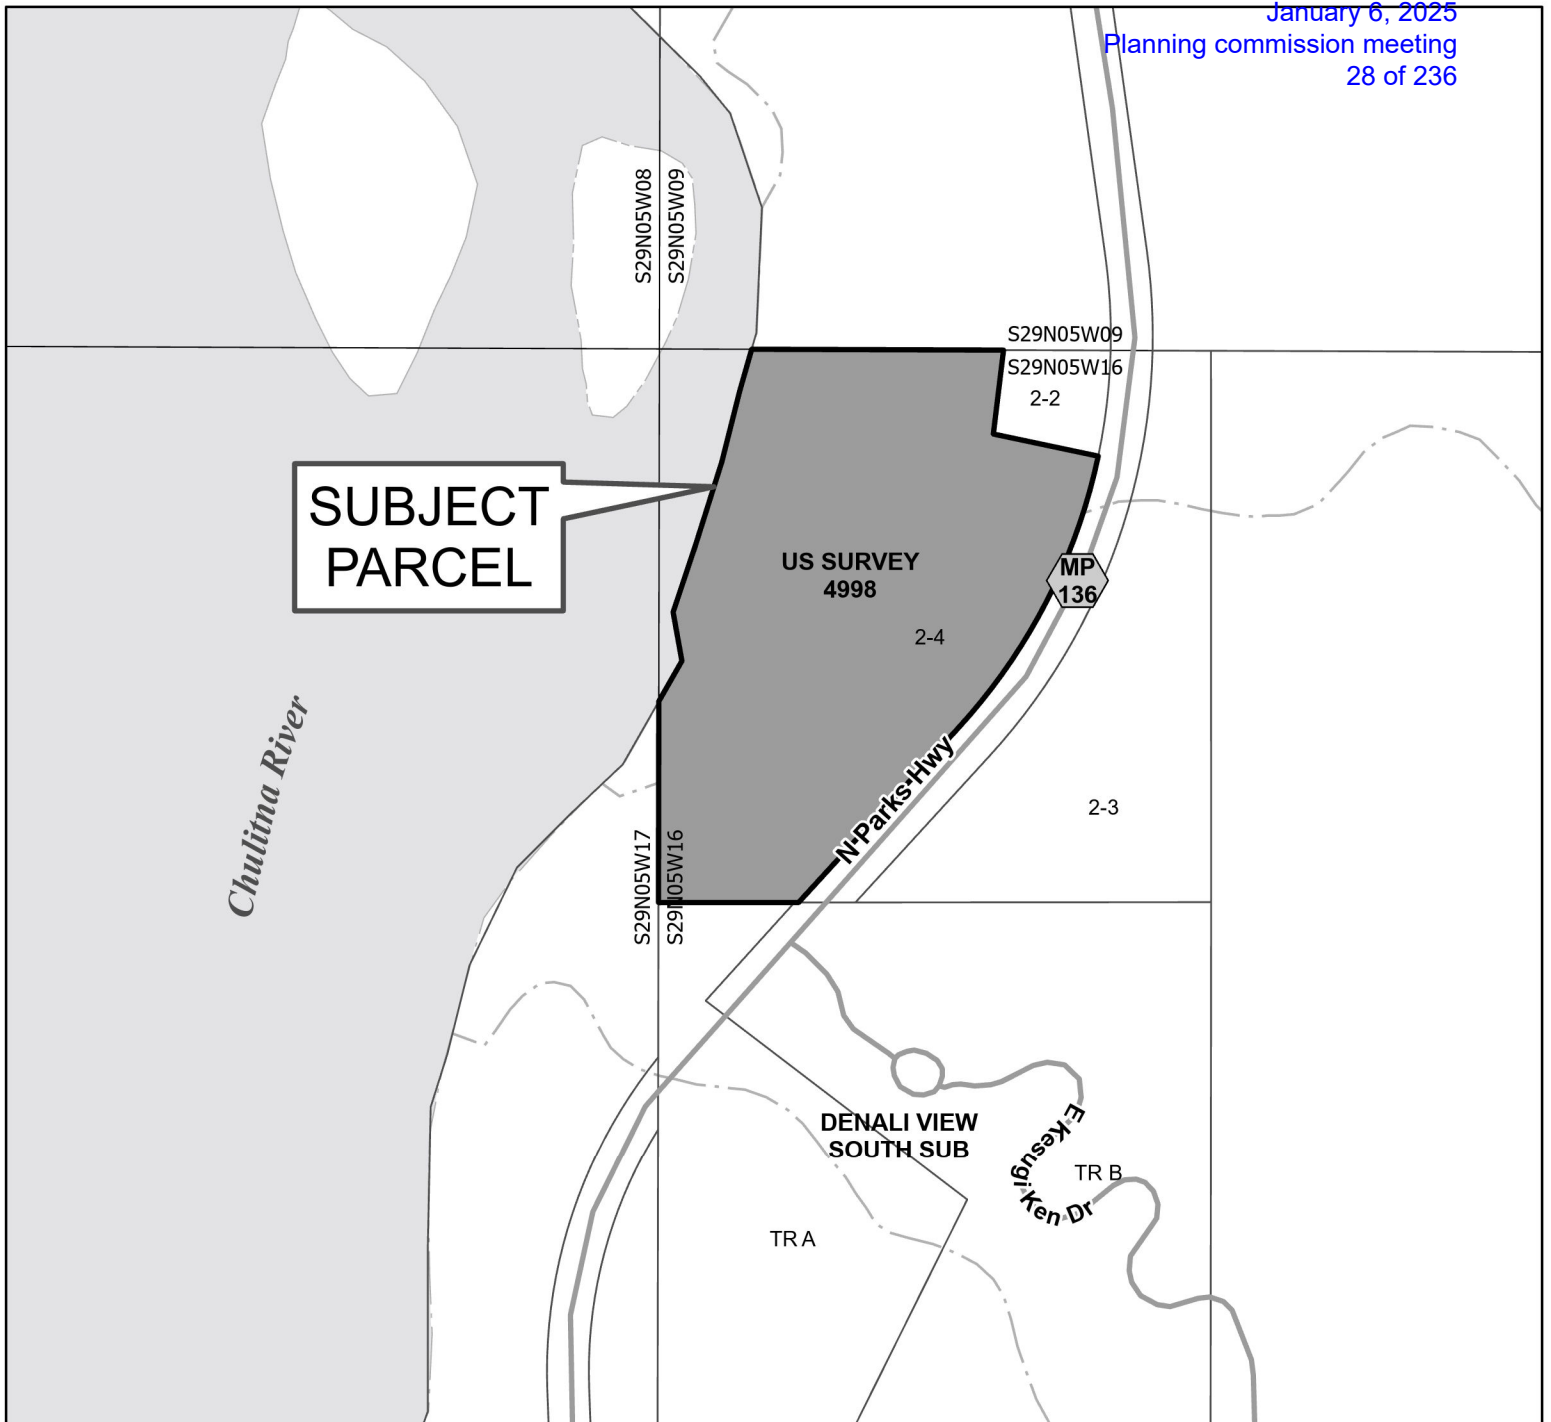 January 6, 2025
Planning commission meeting
28 of 236
S29N05W08
S29N05W09
S29N05W09
S29N05W16
2-2
SUBJECT
PARCEL
US SURVEY
4998
MP
136
2-4
Chulitna River
N Parks Hwy
2-3
S29N05W17
S29N05W16
DENALI VIEW
SOUTH SUB
E Kesugi Ken Dr
TR B
TR A